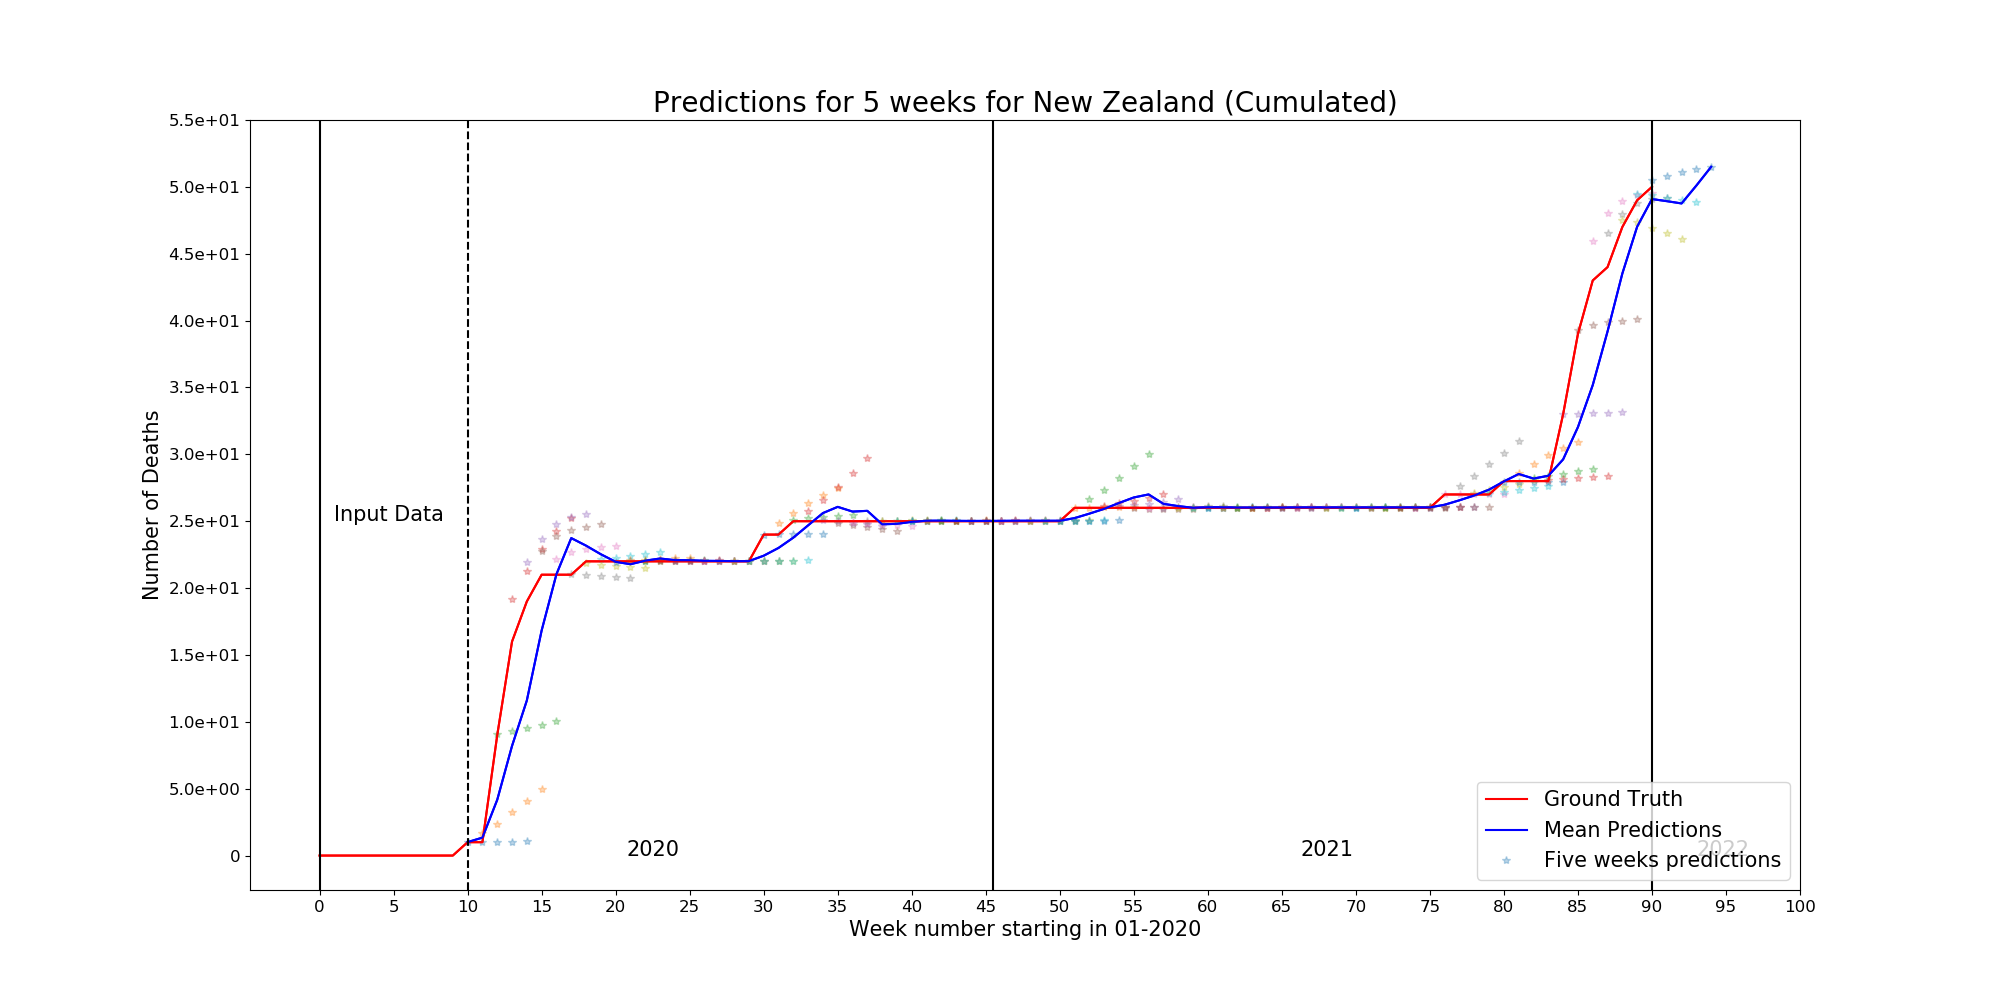 Predictions for 5 weeks for New Zealand (Cumulated)
5.5e+01
5.0e+01
4.5e+01
4.0e+01
3.5e+01
3.0e+01
2.5e+01
2.0e+01
1.5e+01
1.0e+01
5.0e+00
0
Number of Deaths
Input Data
2020
2021
2022
Ground Truth
Mean Predictions
Five weeks predictions
0 5 10 15 20 25 30 35 40 45 50 55 60 65 70 75 80 85 90 95 100
Week number starting in 01-2020